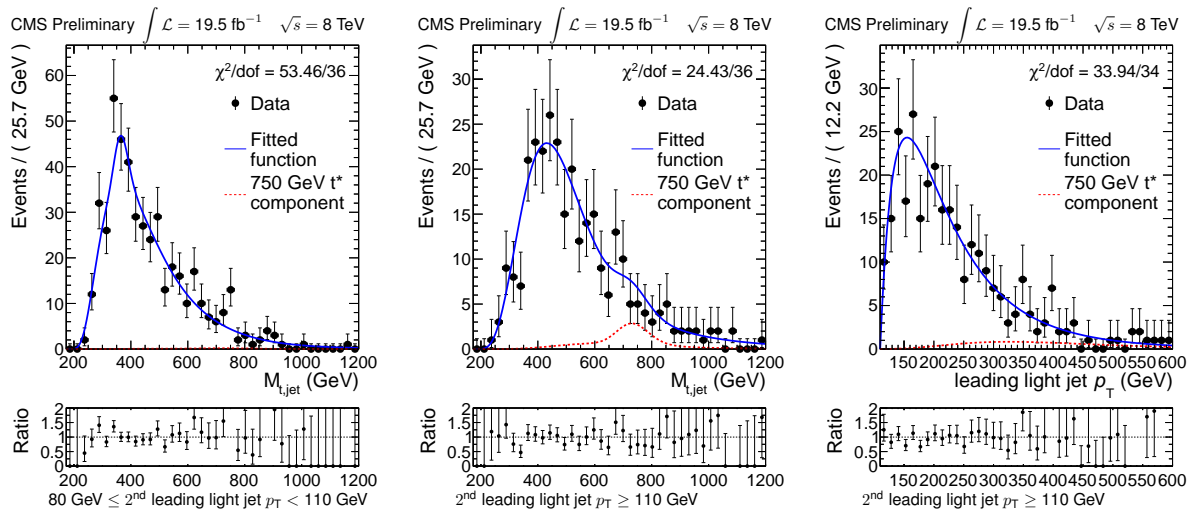 CMS Preliminary ∫ ℒ = 19.5 fb⁻¹ √s = 8 TeV
Events / ( 25.7 GeV )
60
50
40
30
20
10
0
χ²/dof = 53.46/36
Data
Fitted function
750 GeV t* component
200 400 600 800 1000 1200
M_t,jet (GeV)
Ratio
2
1.5
1
0.5
0
200 400 600 800 1000 1200
80 GeV ≤ 2ⁿᵈ leading light jet p_T < 110 GeV
CMS Preliminary ∫ ℒ = 19.5 fb⁻¹ √s = 8 TeV
Events / ( 25.7 GeV )
30
25
20
15
10
5
0
χ²/dof = 24.43/36
Data
Fitted function
750 GeV t* component
200 400 600 800 1000 1200
M_t,jet (GeV)
Ratio
2
1.5
1
0.5
0
200 400 600 800 1000 1200
2ⁿᵈ leading light jet p_T ≥ 110 GeV
CMS Preliminary ∫ ℒ = 19.5 fb⁻¹ √s = 8 TeV
Events / ( 12.2 GeV )
30
25
20
15
10
5
0
χ²/dof = 33.94/34
Data
Fitted function
750 GeV t* component
150 200 250 300 350 400 450 500 550 600
leading light jet p_T (GeV)
Ratio
2
1.5
1
0.5
0
150 200 250 300 350 400 450 500 550 600
2ⁿᵈ leading light jet p_T ≥ 110 GeV